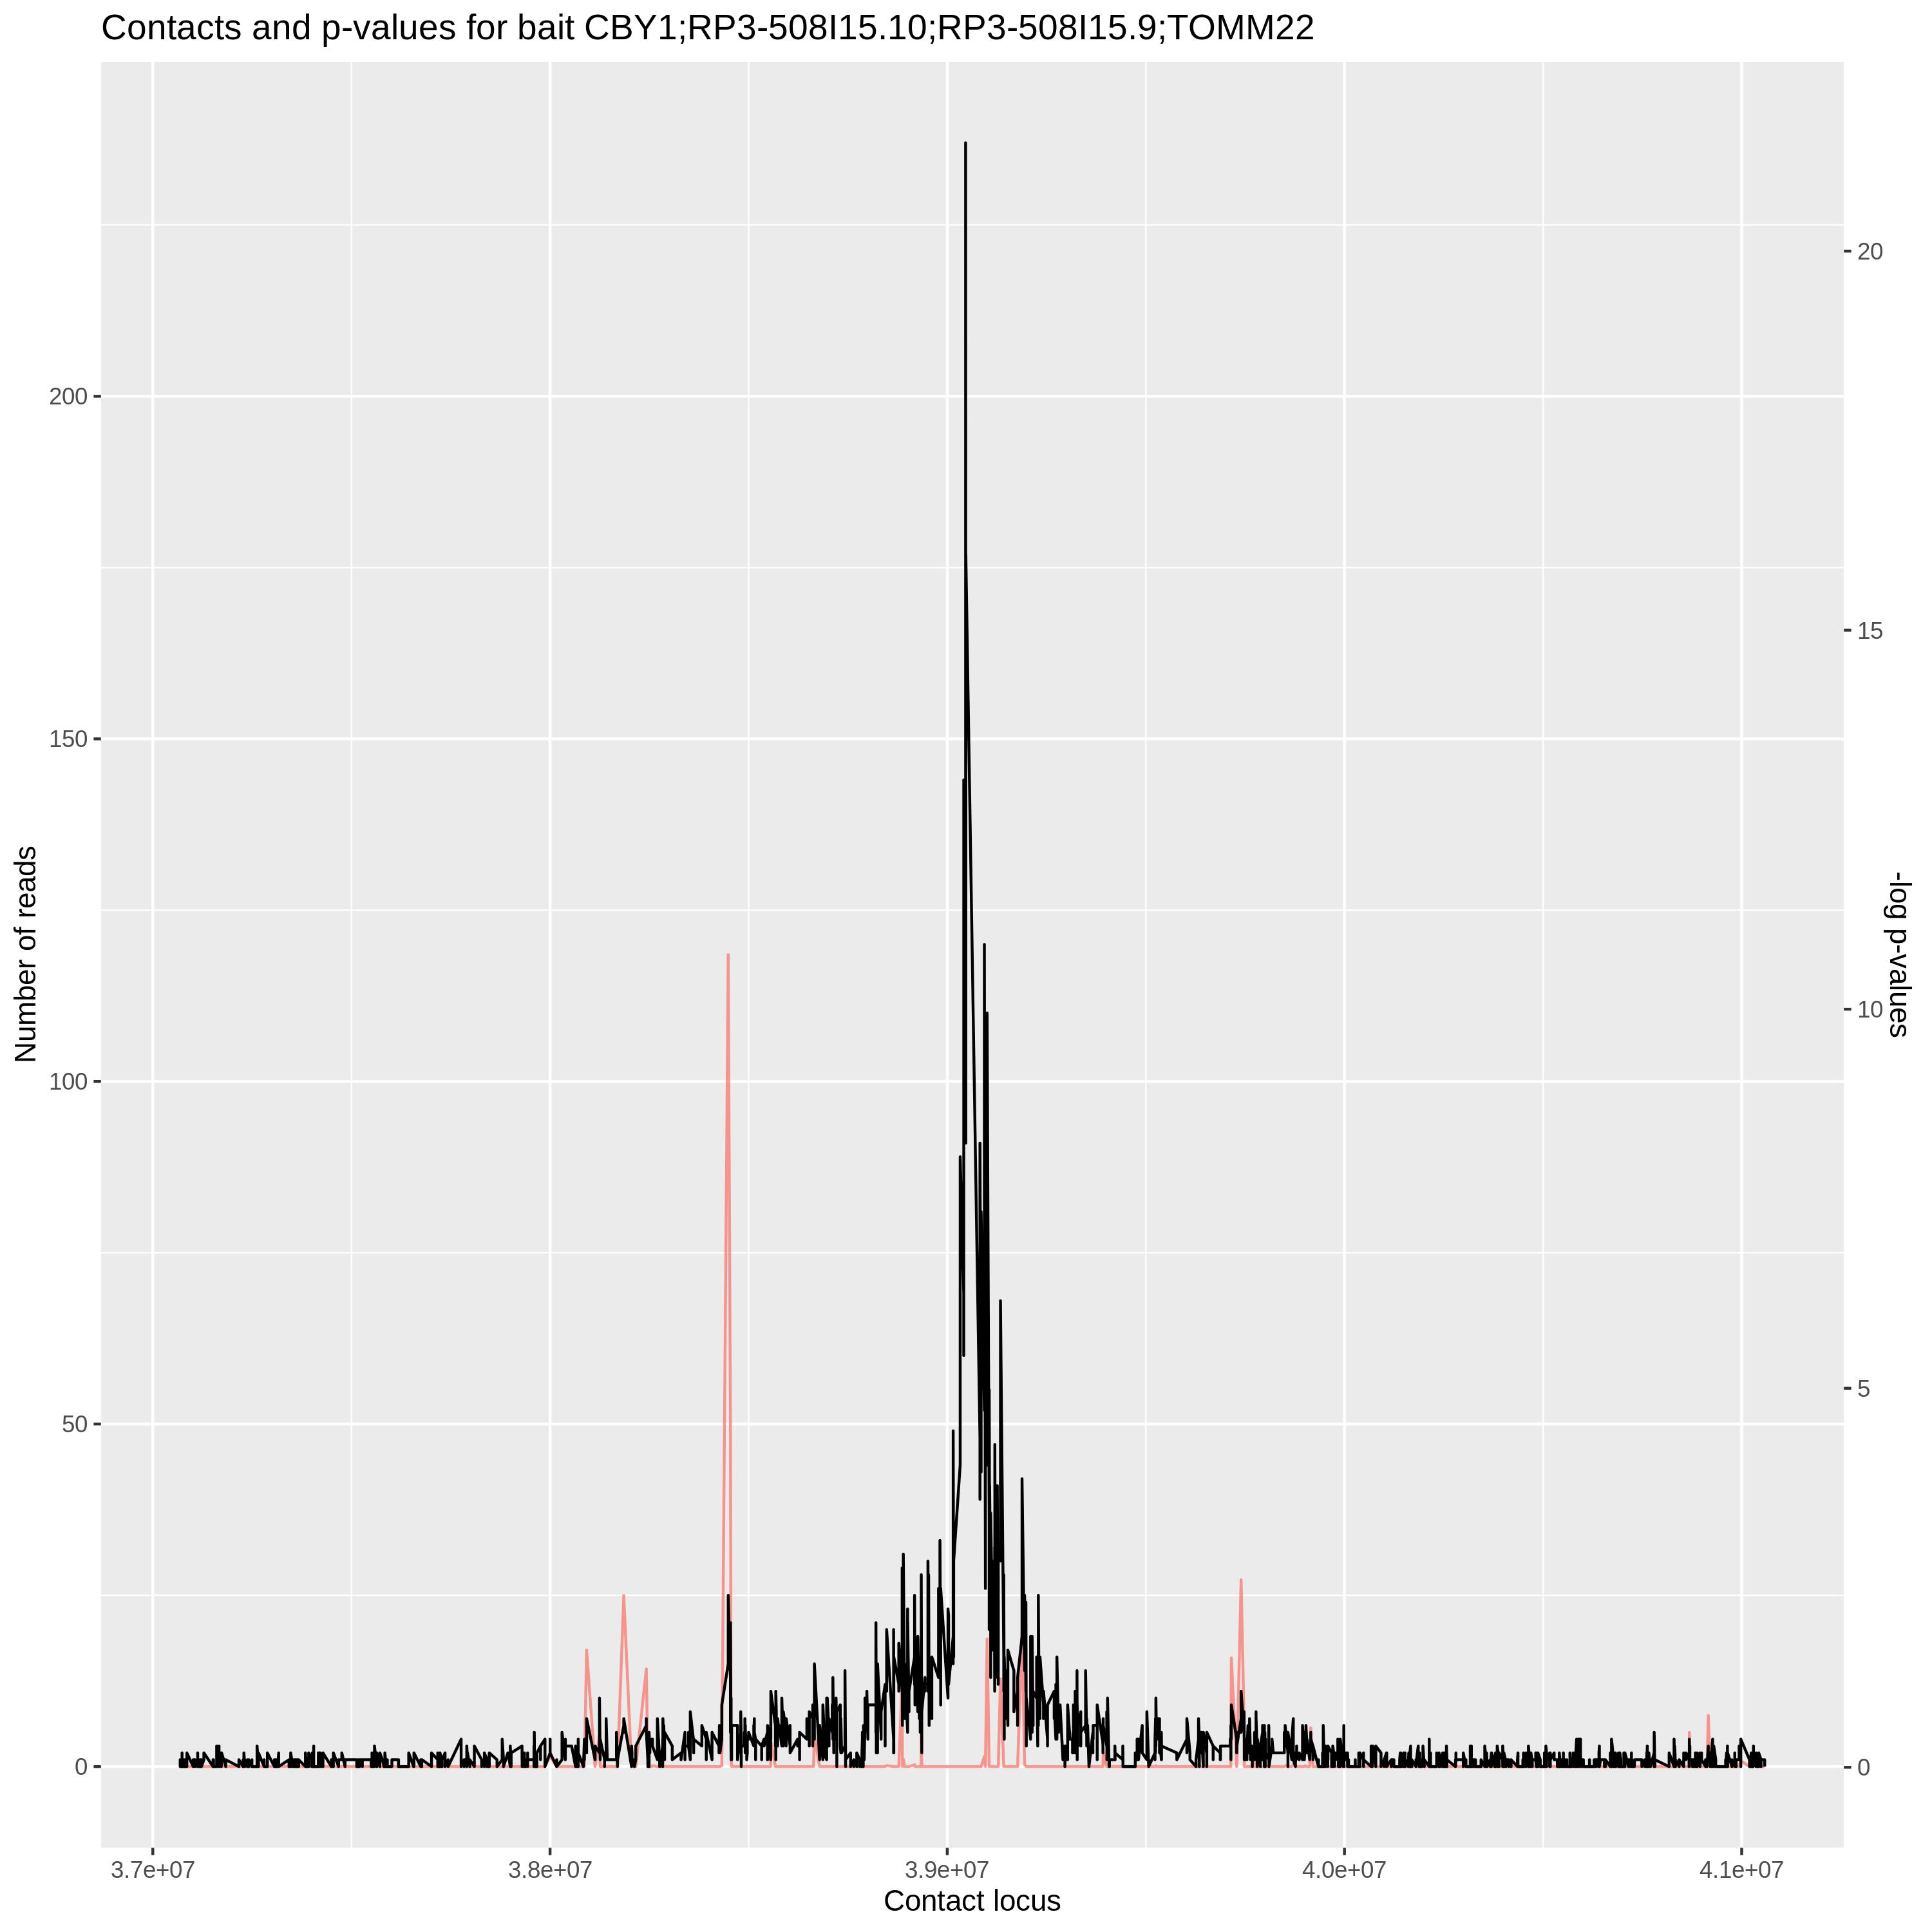 Contacts and p-values for bait CBY1;RP3-508I15.10;RP3-508I15.9;TOMM22
Number of reads
200
150
100
50
0
20
15
10
5
0
-log p-values
3.7e+07 3.8e+07 3.9e+07 4.0e+07 4.1e+07
Contact locus